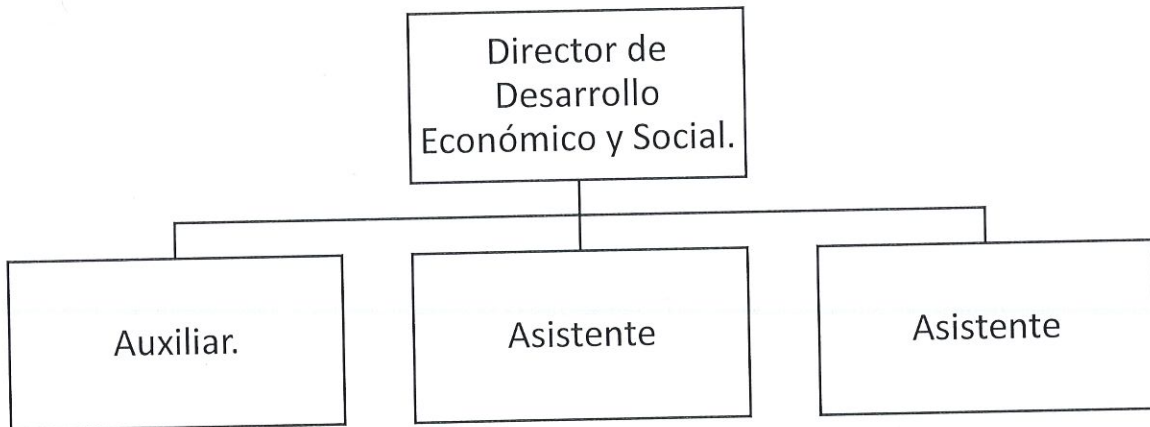 Director de
Desarrollo
Económico y Social.
Auxiliar.
Asistente
Asistente